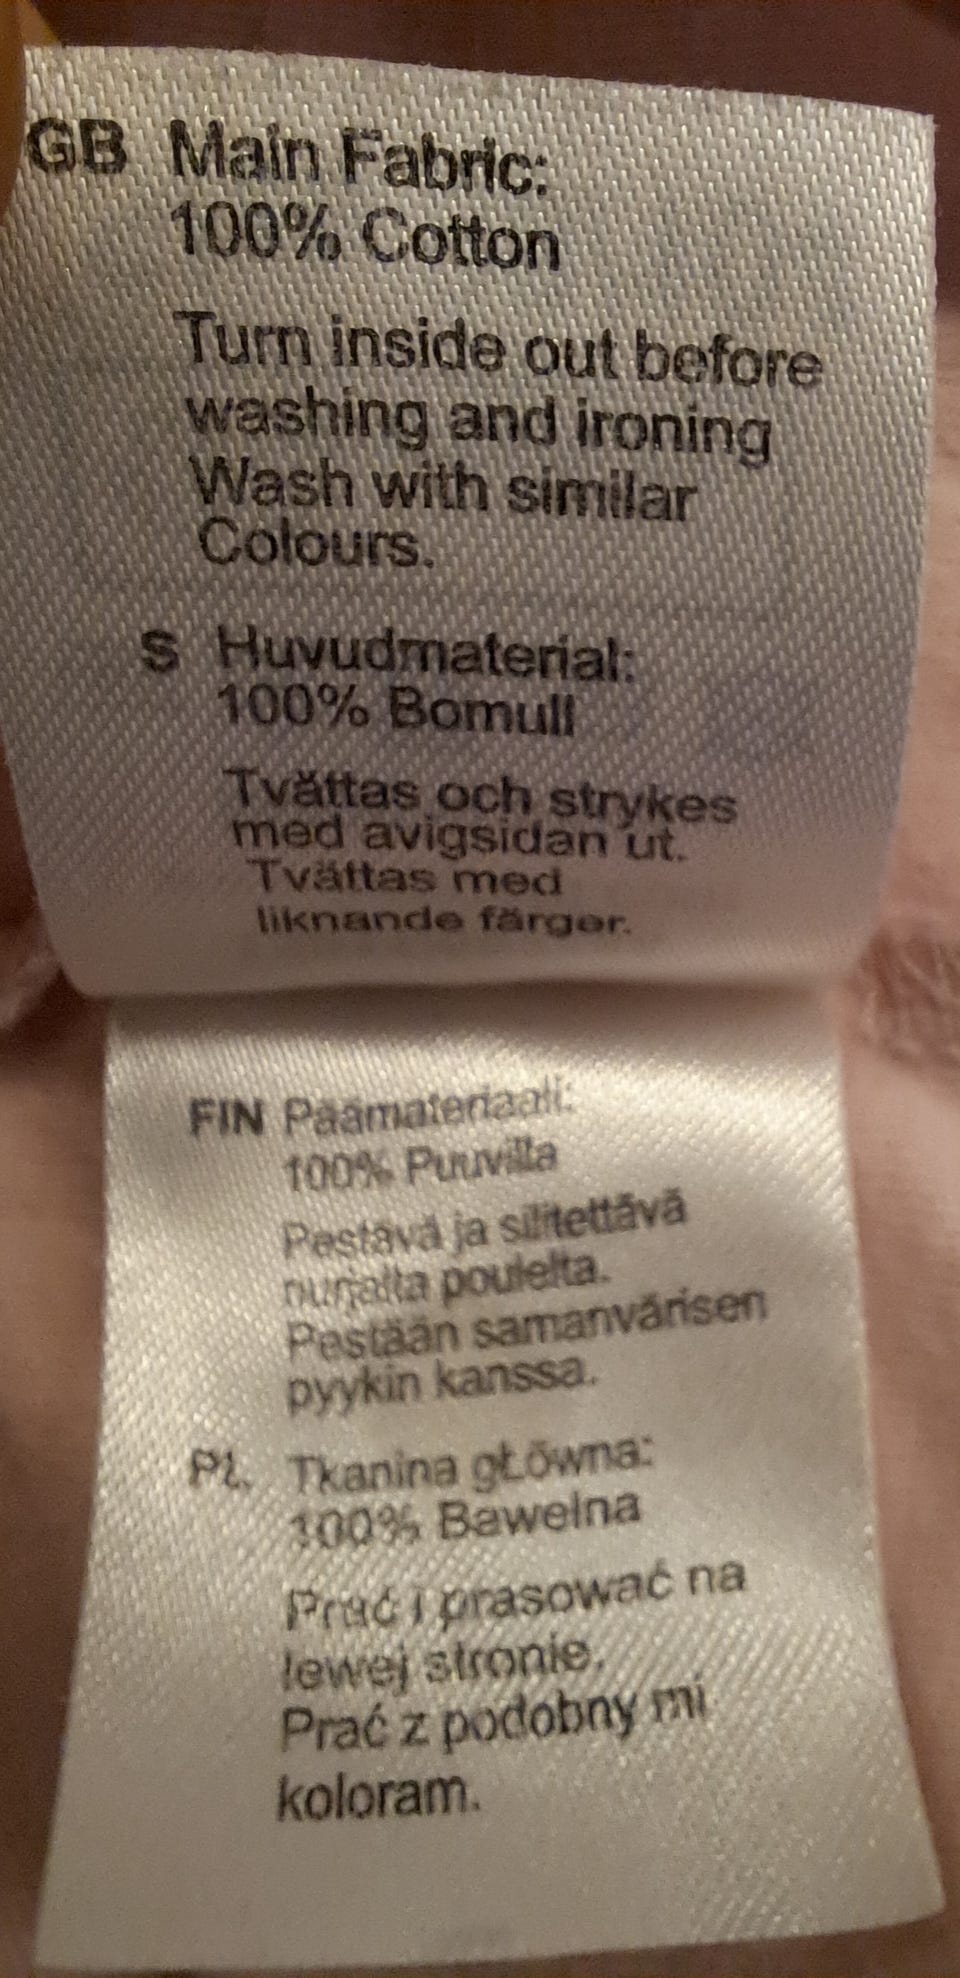 GB Main Fabric:
100% Cotton
Turn inside out before
washing and ironing
Wash with similar
Colours.
S Huvudmaterial:
100% Bomull
Tvättas och strykes
med avigsidan ut.
Tvättas med
liknande färger.
FIN Päämateriaali:
100% Puuvilla
Pestävä ja silitettävä
nurjalta poulelta.
Pestään samanvärisen
pyykin kanssa.
PŁ. Tkanina gŁówna:
100% Bawełna
Prać i prasować na
lewej stronie.
Prać z podobny mi
koloram.